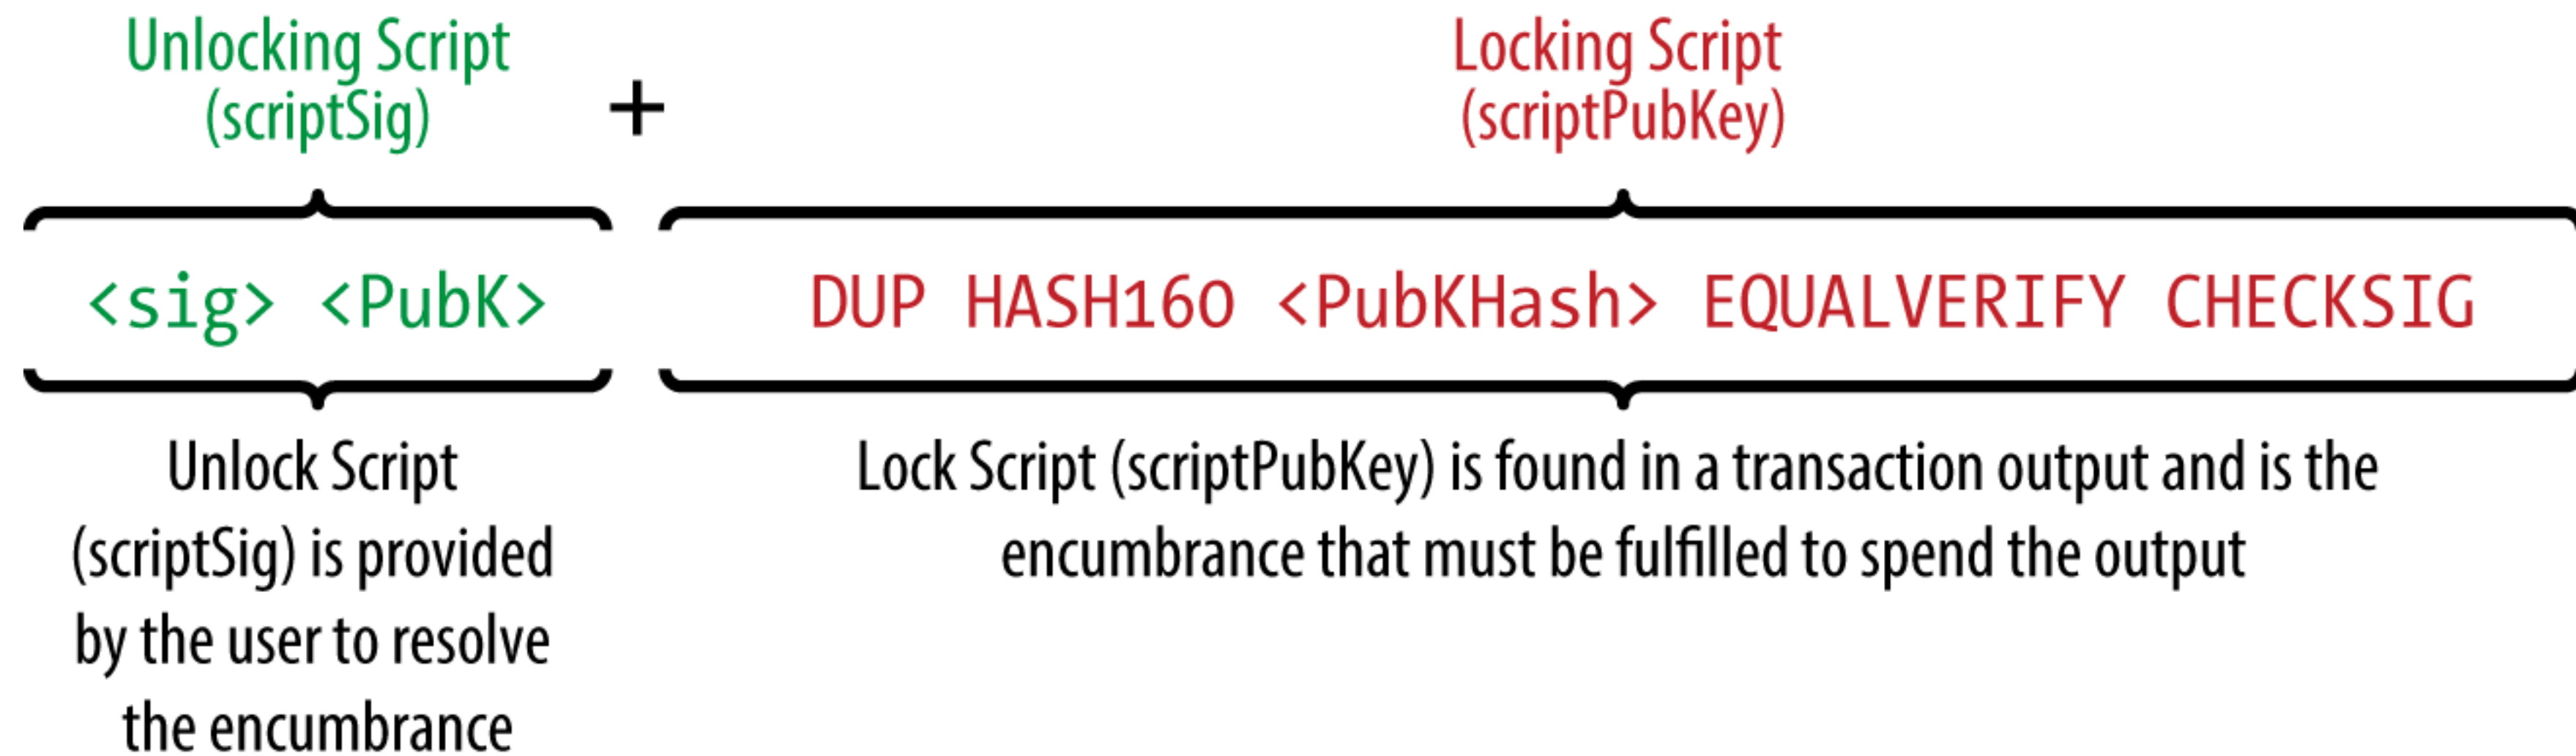 Unlocking Script
(scriptSig)
+
Locking Script
(scriptPubKey)
<sig> <PubK>
DUP HASH160 <PubKHash> EQUALVERIFY CHECKSIG
Unlock Script
(scriptSig) is provided
by the user to resolve
the encumbrance
Lock Script (scriptPubKey) is found in a transaction output and is the
encumbrance that must be fulfilled to spend the output